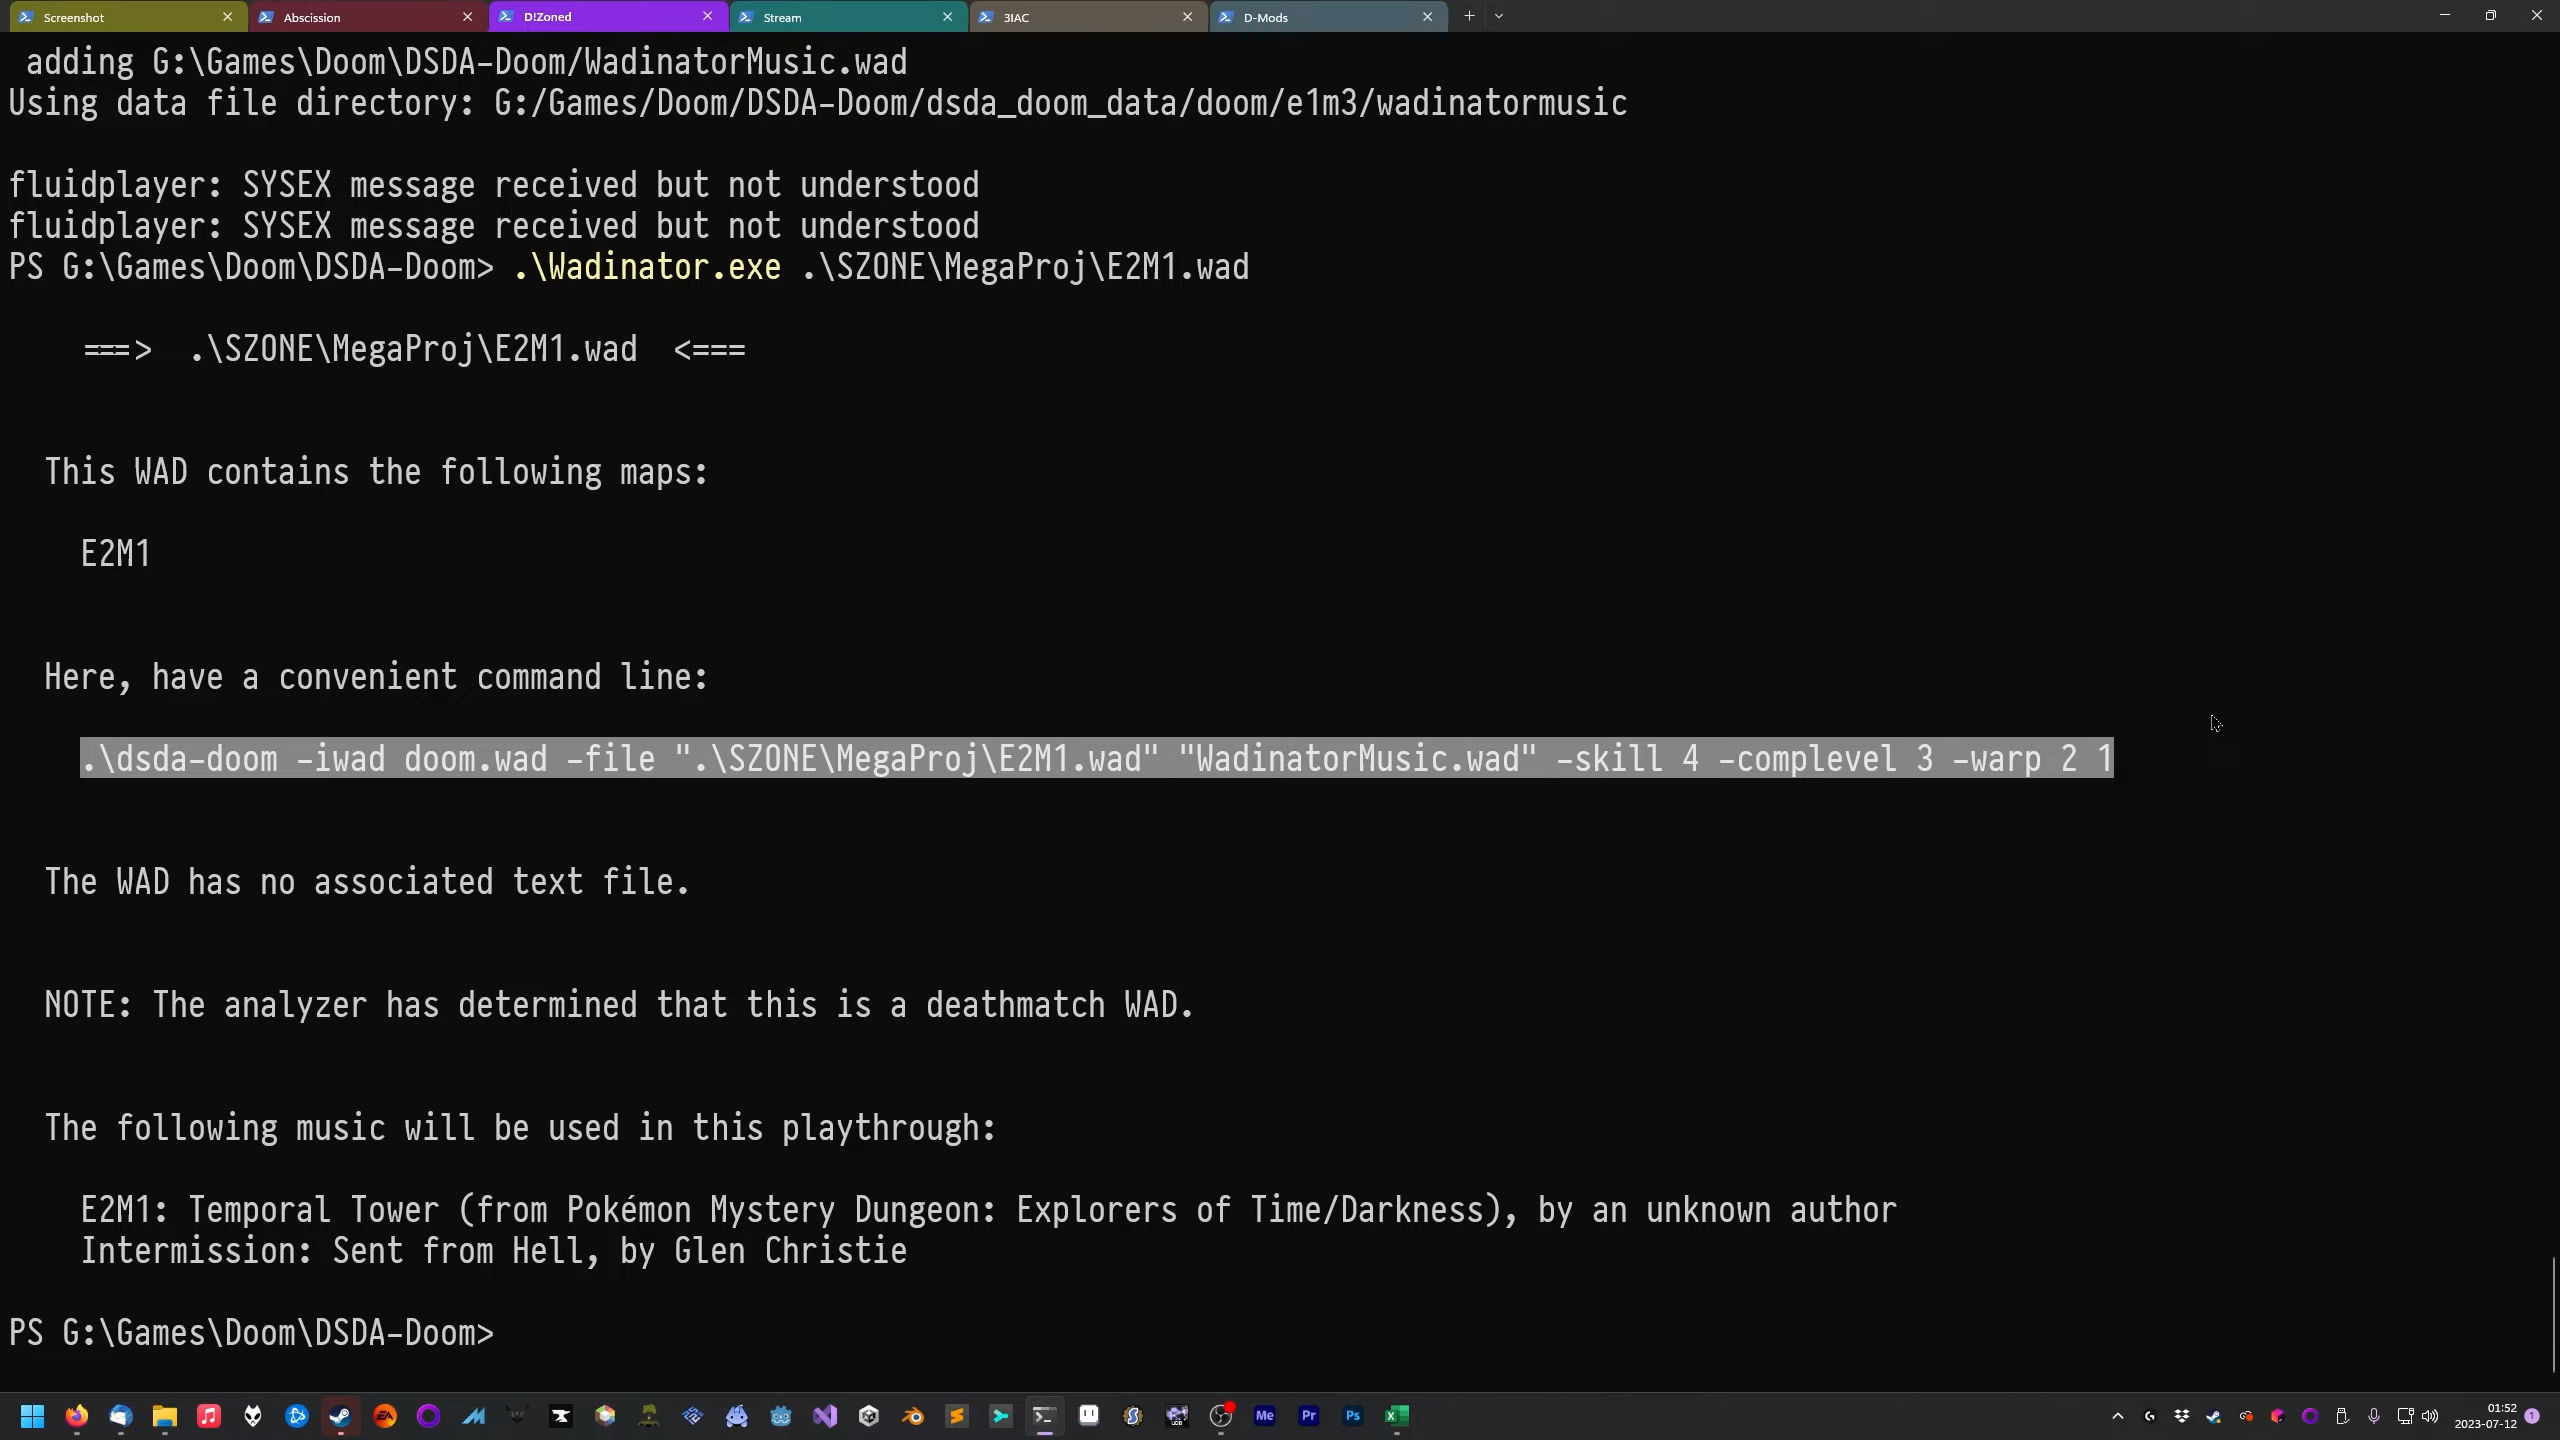 Screenshot
Abscission
D!Zoned
Stream
3IAC
D-Mods
adding G:\Games\Doom\DSDA-Doom/WadinatorMusic.wad
Using data file directory: G:/Games/Doom/DSDA-Doom/dsda_doom_data/doom/e1m3/wadinatormusic
fluidplayer: SYSEX message received but not understood
fluidplayer: SYSEX message received but not understood
PS G:\Games\Doom\DSDA-Doom> .\Wadinator.exe .\SZONE\MegaProj\E2M1.wad
===> .\SZONE\MegaProj\E2M1.wad <===
This WAD contains the following maps:
E2M1
Here, have a convenient command line:
.\dsda-doom -iwad doom.wad -file ".\SZONE\MegaProj\E2M1.wad" "WadinatorMusic.wad" -skill 4 -complevel 3 -warp 2 1
The WAD has no associated text file.
NOTE: The analyzer has determined that this is a deathmatch WAD.
The following music will be used in this playthrough:
E2M1: Temporal Tower (from Pokémon Mystery Dungeon: Explorers of Time/Darkness), by an unknown author
Intermission: Sent from Hell, by Glen Christie
PS G:\Games\Doom\DSDA-Doom>
EA
Me
Pr
Ps
01:52
2023-07-12
1